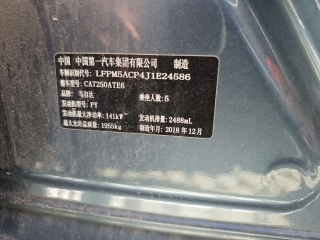 中国 中国第一汽车集团有限公司 制造
车辆识别代号: LFPM5ACP4J1E24586
整车型号: CA7250ATE6
品牌: 马自达 乘坐人数: 5
发动机型号: PY
发动机最大净功率: 141kW 发动机排量: 2488mL
最大允许总质量: 1955kg 制造年月: 2018年12月